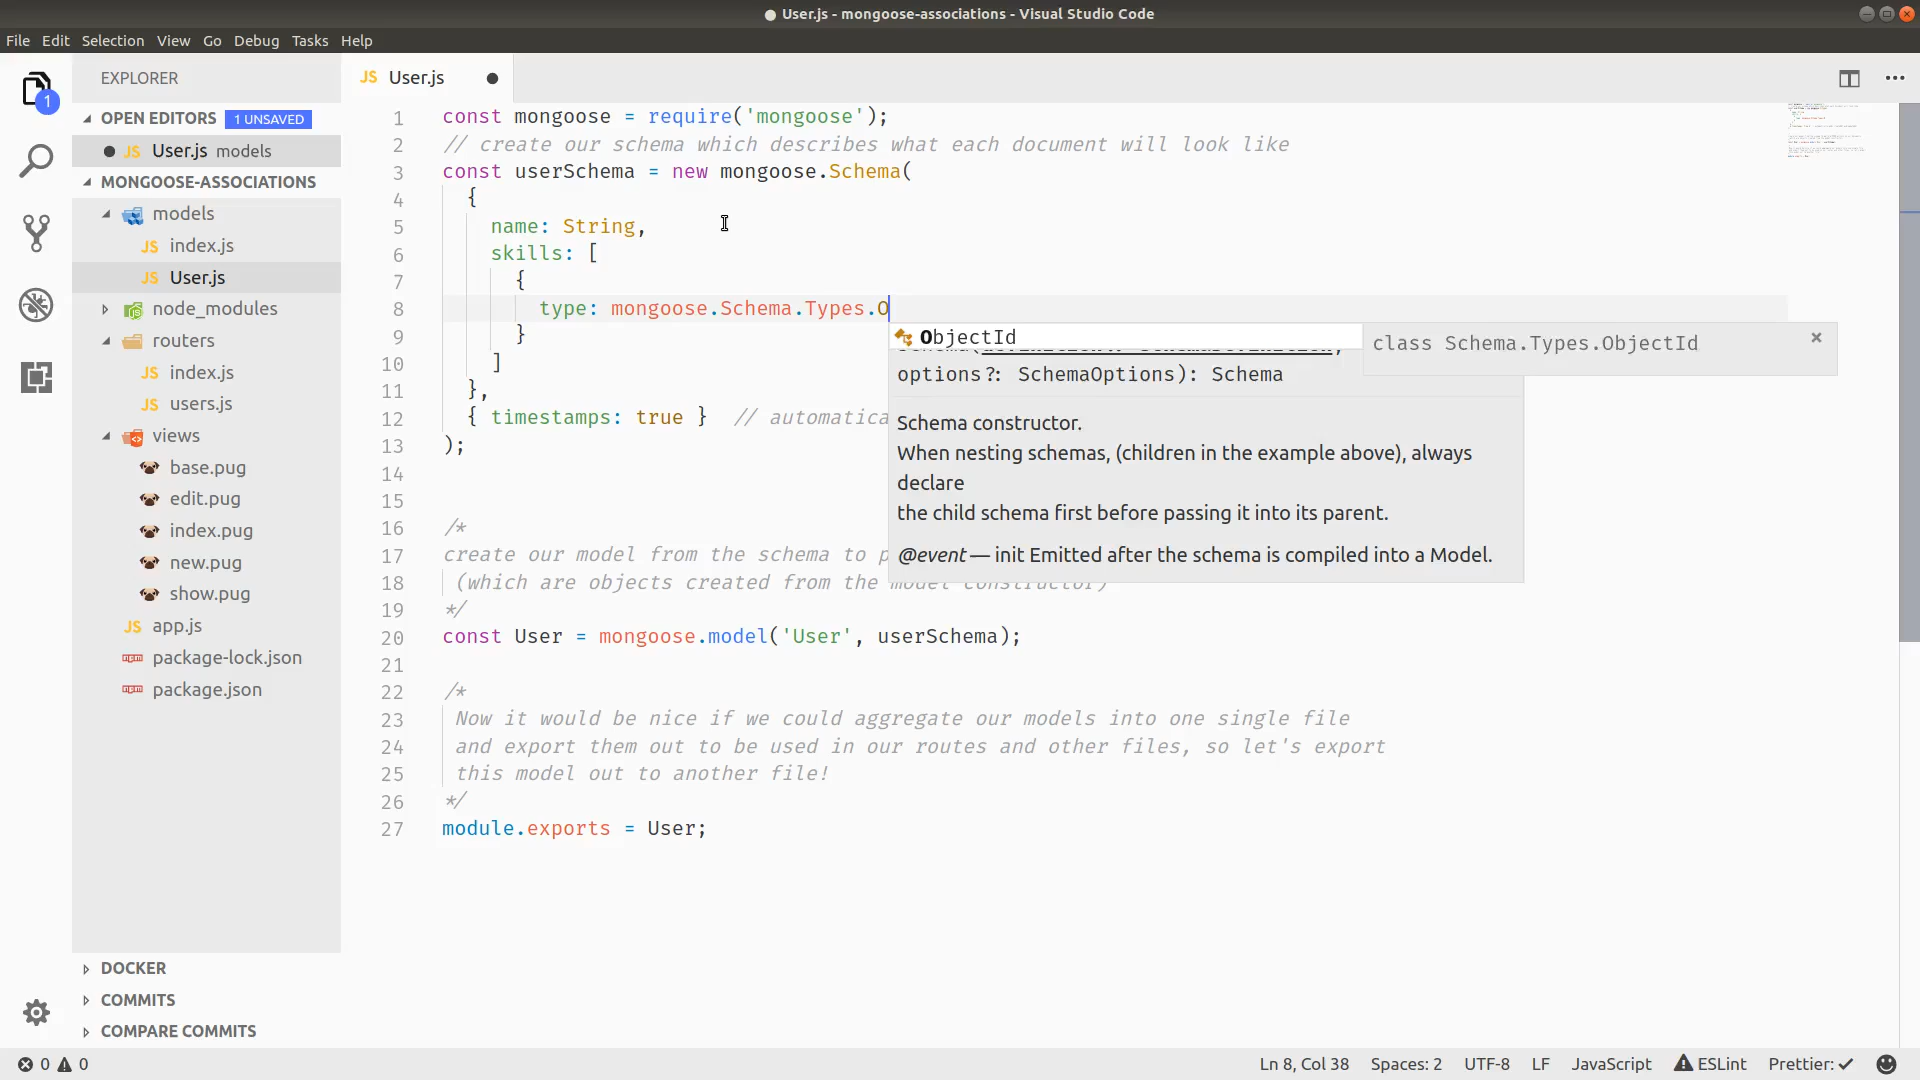 ● User.js - mongoose-associations - Visual Studio Code
File Edit Selection View Go Debug Tasks Help
EXPLORER
OPEN EDITORS 1 UNSAVED
● JS User.js models
MONGOOSE-ASSOCIATIONS
models
JS index.js
JS User.js
node_modules
routers
JS index.js
JS users.js
views
base.pug
edit.pug
index.pug
new.pug
show.pug
JS app.js
npm package-lock.json
npm package.json
DOCKER
COMMITS
COMPARE COMMITS
1
JS User.js ●
1 const mongoose = require('mongoose');
2 // create our schema which describes what each document will look like
3 const userSchema = new mongoose.Schema(
4 {
5 name: String,
6 skills: [
7 {
8 type: mongoose.Schema.Types.O
9 }
10 ]
11 },
12 { timestamps: true } // automatica
13 );
14
15
16 /*
17 create our model from the schema to p
18 (which are objects created from the model constructor)
19 */
20 const User = mongoose.model('User', userSchema);
21
22 /*
23 Now it would be nice if we could aggregate our models into one single file
24 and export them out to be used in our routes and other files, so let's export
25 this model out to another file!
26 */
27 module.exports = User;
ObjectId
class Schema.Types.ObjectId
options?: SchemaOptions): Schema
Schema constructor.
When nesting schemas, (children in the example above), always
declare
the child schema first before passing it into its parent.
@event — init Emitted after the schema is compiled into a Model.
0 0 Ln 8, Col 38 Spaces: 2 UTF-8 LF JavaScript ESLint Prettier: ✓